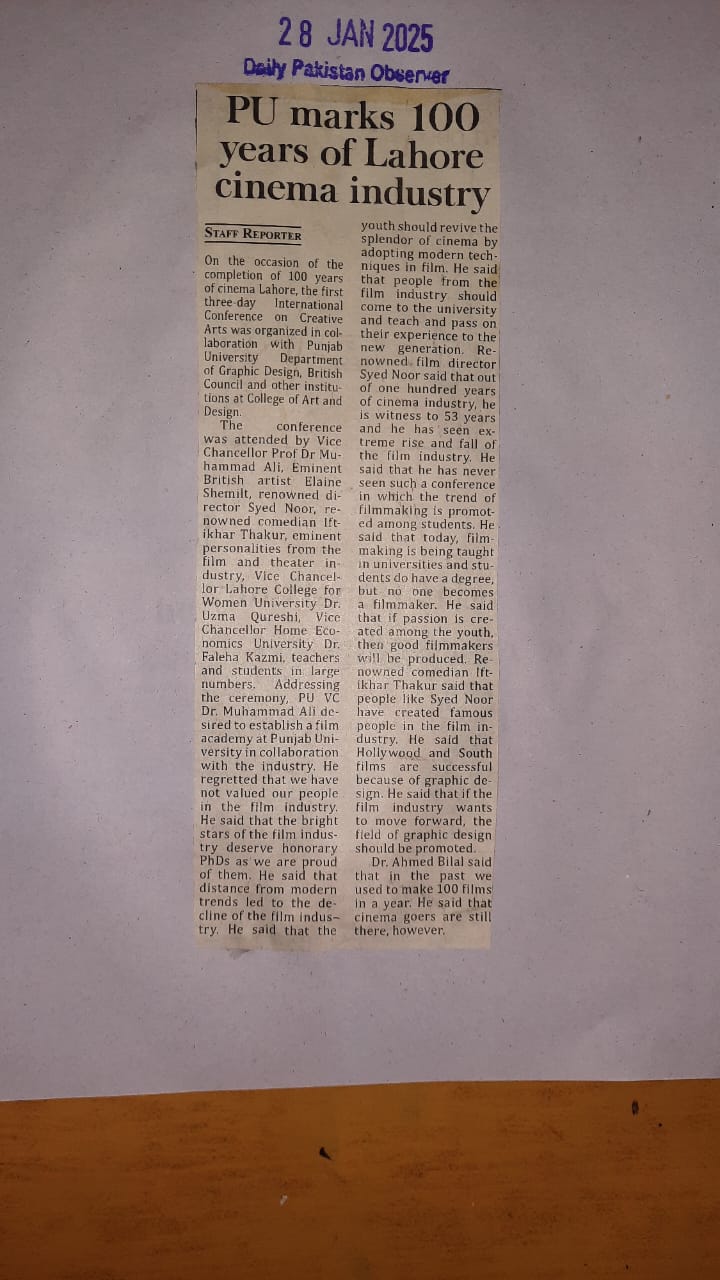 28 JAN 2025
Daily Pakistan Observer
PU marks 100
years of Lahore
cinema industry
STAFF REPORTER
On the occasion of the
completion of 100 years
of cinema Lahore, the first
three-day International
Conference on Creative
Arts was organized in col-
laboration with Punjab
University Department
of Graphic Design, British
Council and other institu-
tions at College of Art and
Design.
The conference
was attended by Vice
Chancellor Prof Dr Mu-
hammad Ali, Eminent
British artist Elaine
Shemilt, renowned di-
rector Syed Noor, re-
nowned comedian Ift-
ikhar Thakur, eminent
personalities from the
film and theater in-
dustry, Vice Chancel-
lor Lahore College for
Women University Dr.
Uzma Qureshi, Vice
Chancellor Home Eco-
nomics University Dr.
Faleha Kazmi, teachers
and students in large
numbers. Addressing
the ceremony, PU VC
Dr. Muhammad Ali de-
sired to establish a film
academy at Punjab Uni-
versity in collaboration
with the industry. He
regretted that we have
not valued our people
in the film industry.
He said that the bright
stars of the film indus-
try deserve honorary
PhDs as we are proud
of them. He said that
distance from modern
trends led to the de-
cline of the film indus-
try. He said that the
youth should revive the
splendor of cinema by
adopting modern tech-
niques in film. He said
that people from the
film industry should
come to the university
and teach and pass on
their experience to the
new generation. Re-
nowned film director
Syed Noor said that out
of one hundred years
of cinema industry, he
is witness to 53 years
and he has seen ex-
treme rise and fall of
the film industry. He
said that he has never
seen such a conference
in which the trend of
filmmaking is promot-
ed among students. He
said that today, film-
making is being taught
in universities and stu-
dents do have a degree,
but no one becomes
a filmmaker. He said
that if passion is cre-
ated among the youth,
then good filmmakers
will be produced. Re-
nowned comedian Ift-
ikhar Thakur said that
people like Syed Noor
have created famous
people in the film in-
dustry. He said that
Hollywood and South
films are successful
because of graphic de-
sign. He said that if the
film industry wants
to move forward, the
field of graphic design
should be promoted.
Dr. Ahmed Bilal said
that in the past we
used to make 100 films
in a year. He said that
cinema goers are still
there, however.